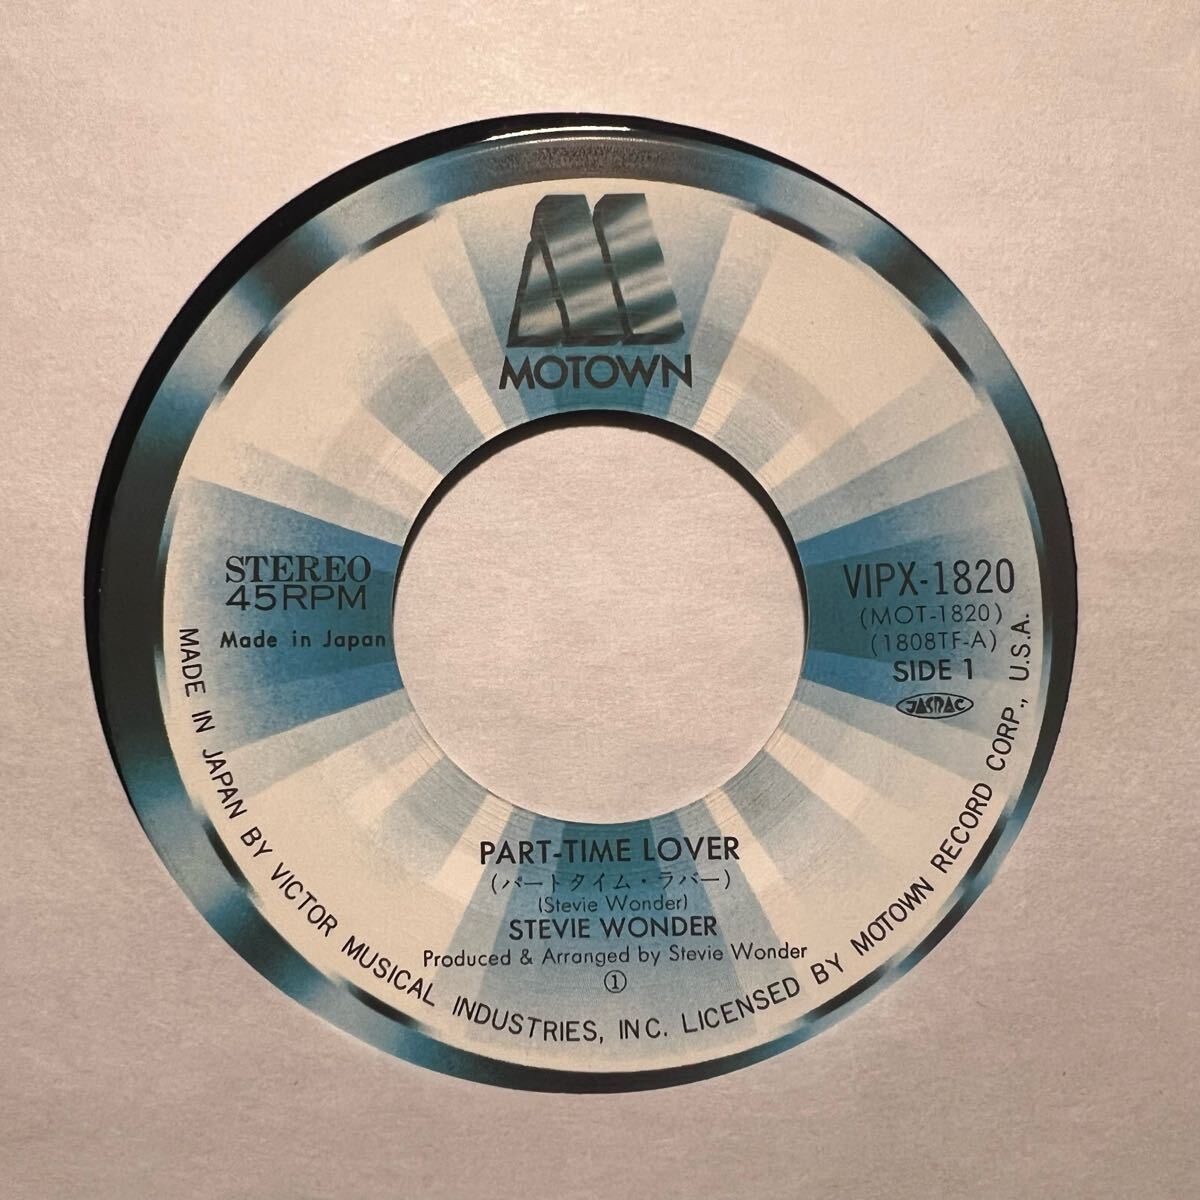 MOTOWN
STEREO
45RPM
Made in Japan
VIPX-1820
(MOT-1820)
(1808TF-A)
SIDE 1
JASRAC
PART-TIME LOVER
(パートタイム・ラバー)
(Stevie Wonder)
STEVIE WONDER
Produced & Arranged by Stevie Wonder
①
MADE IN JAPAN BY VICTOR MUSICAL INDUSTRIES, INC. LICENSED BY MOTOWN RECORD CORP., U.S.A.